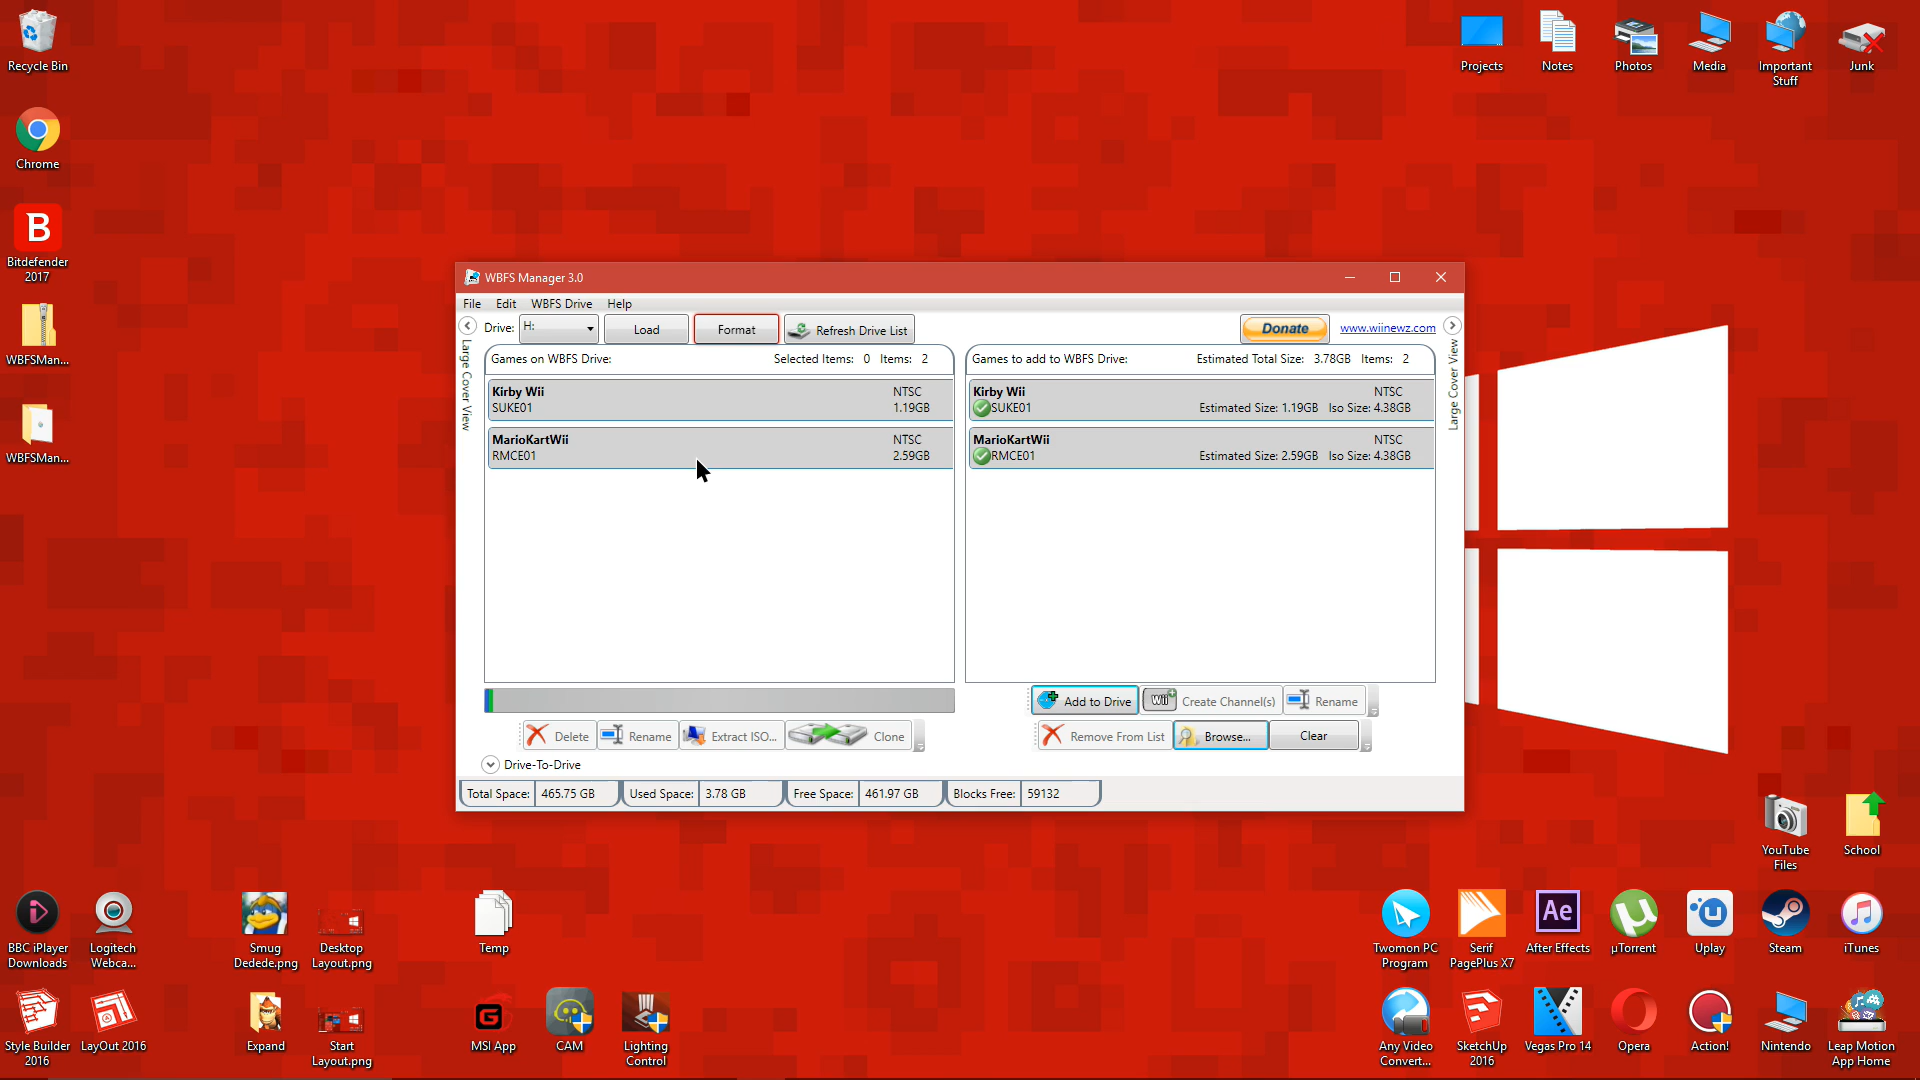 Recycle Bin
Chrome
B
Bitdefender
2017
WBFSMan...
WBFSMan...
Projects
Notes
Photos
Media
Important
Stuff
Junk
WBFS Manager 3.0
File Edit WBFS Drive Help
Drive: H: Load Format Refresh Drive List Donate www.wiinewz.com
Large Cover View
Games on WBFS Drive: Selected Items: 0 Items: 2
Kirby Wii NTSC
SUKE01 1.19GB
MarioKartWii NTSC
RMCE01 2.59GB
Games to add to WBFS Drive: Estimated Total Size: 3.78GB Items: 2
Kirby Wii NTSC
SUKE01 Estimated Size: 1.19GB Iso Size: 4.38GB
MarioKartWii NTSC
RMCE01 Estimated Size: 2.59GB Iso Size: 4.38GB
Large Cover View
Add to Drive Wii Create Channel(s) Rename
Delete Rename Extract ISO... Clone
Remove From List Browse... Clear
Drive-To-Drive
Total Space: 465.75 GB Used Space: 3.78 GB Free Space: 461.97 GB Blocks Free: 59132
YouTube
Files
School
BBC iPlayer
Downloads
Logitech
Webca...
Smug
Dedede.png
Desktop
Layout.png
Temp
Twomon PC
Program
Serif
PagePlus X7
Ae
After Effects
µTorrent
Uplay
Steam
iTunes
Style Builder
2016
LayOut 2016
Expand
Start
Layout.png
MSI App
CAM
Lighting
Control
Any Video
Convert...
SketchUp
2016
Vegas Pro 14
Opera
Action!
Nintendo
Leap Motion
App Home